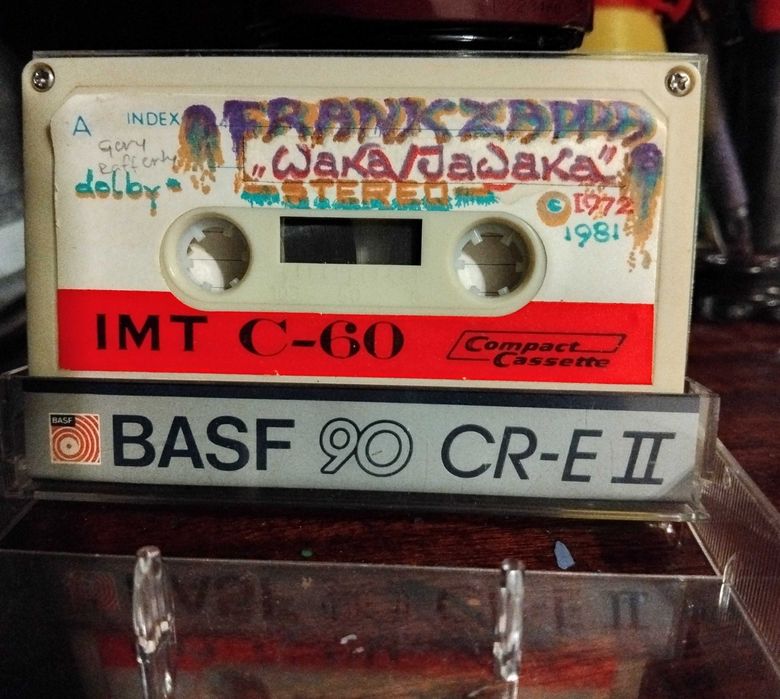 A INDEX FRANK ZAPPA
Gery
Rafferty
„Waka/Jawaka"
dolby
STEREO
© 1972
1981
IMT C-60
Compact
Cassette
BASF
BASF 90 CR-E II